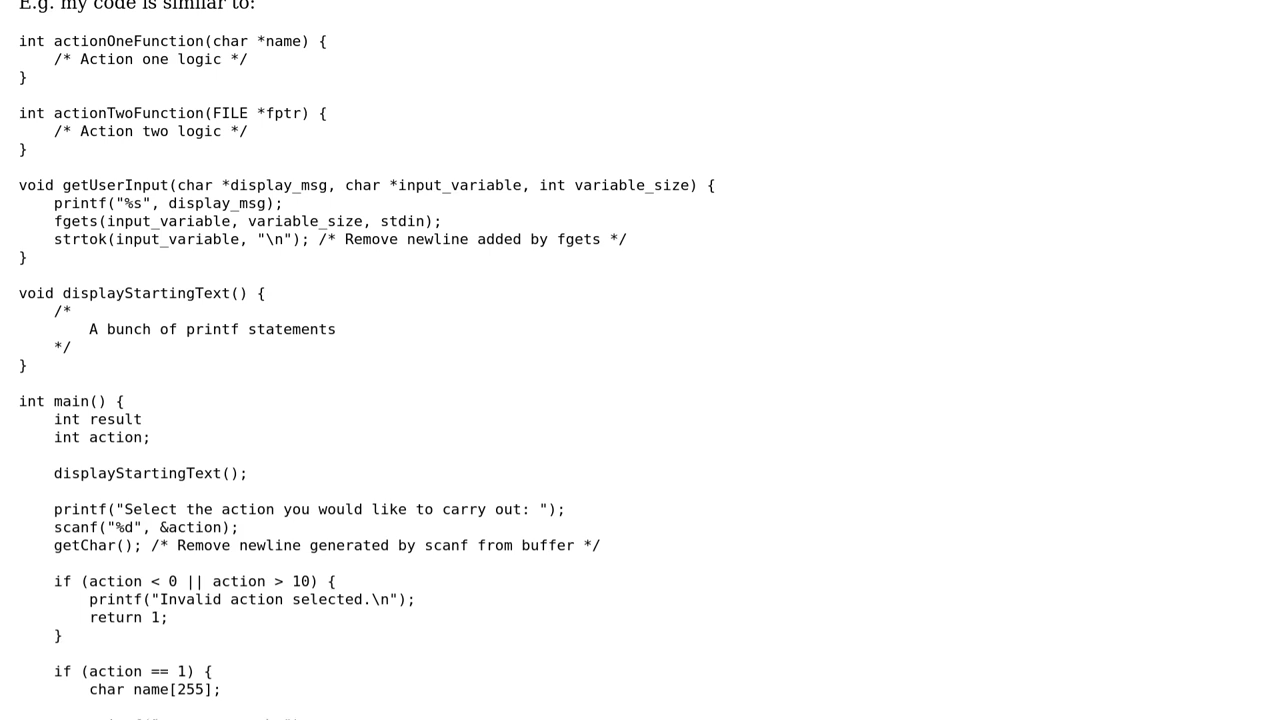 E.g. my code is similar to:
int actionOneFunction(char *name) {
    /* Action one logic */
}
int actionTwoFunction(FILE *fptr) {
    /* Action two logic */
}
void getUserInput(char *display_msg, char *input_variable, int variable_size) {
    printf("%s", display_msg);
    fgets(input_variable, variable_size, stdin);
    strtok(input_variable, "\n"); /* Remove newline added by fgets */
}
void displayStartingText() {
    /*
        A bunch of printf statements
    */
}
int main() {
    int result
    int action;
    displayStartingText();
    printf("Select the action you would like to carry out: ");
    scanf("%d", &action);
    getChar(); /* Remove newline generated by scanf from buffer */
    if (action < 0 || action > 10) {
        printf("Invalid action selected.\n");
        return 1;
    }
    if (action == 1) {
        char name[255];